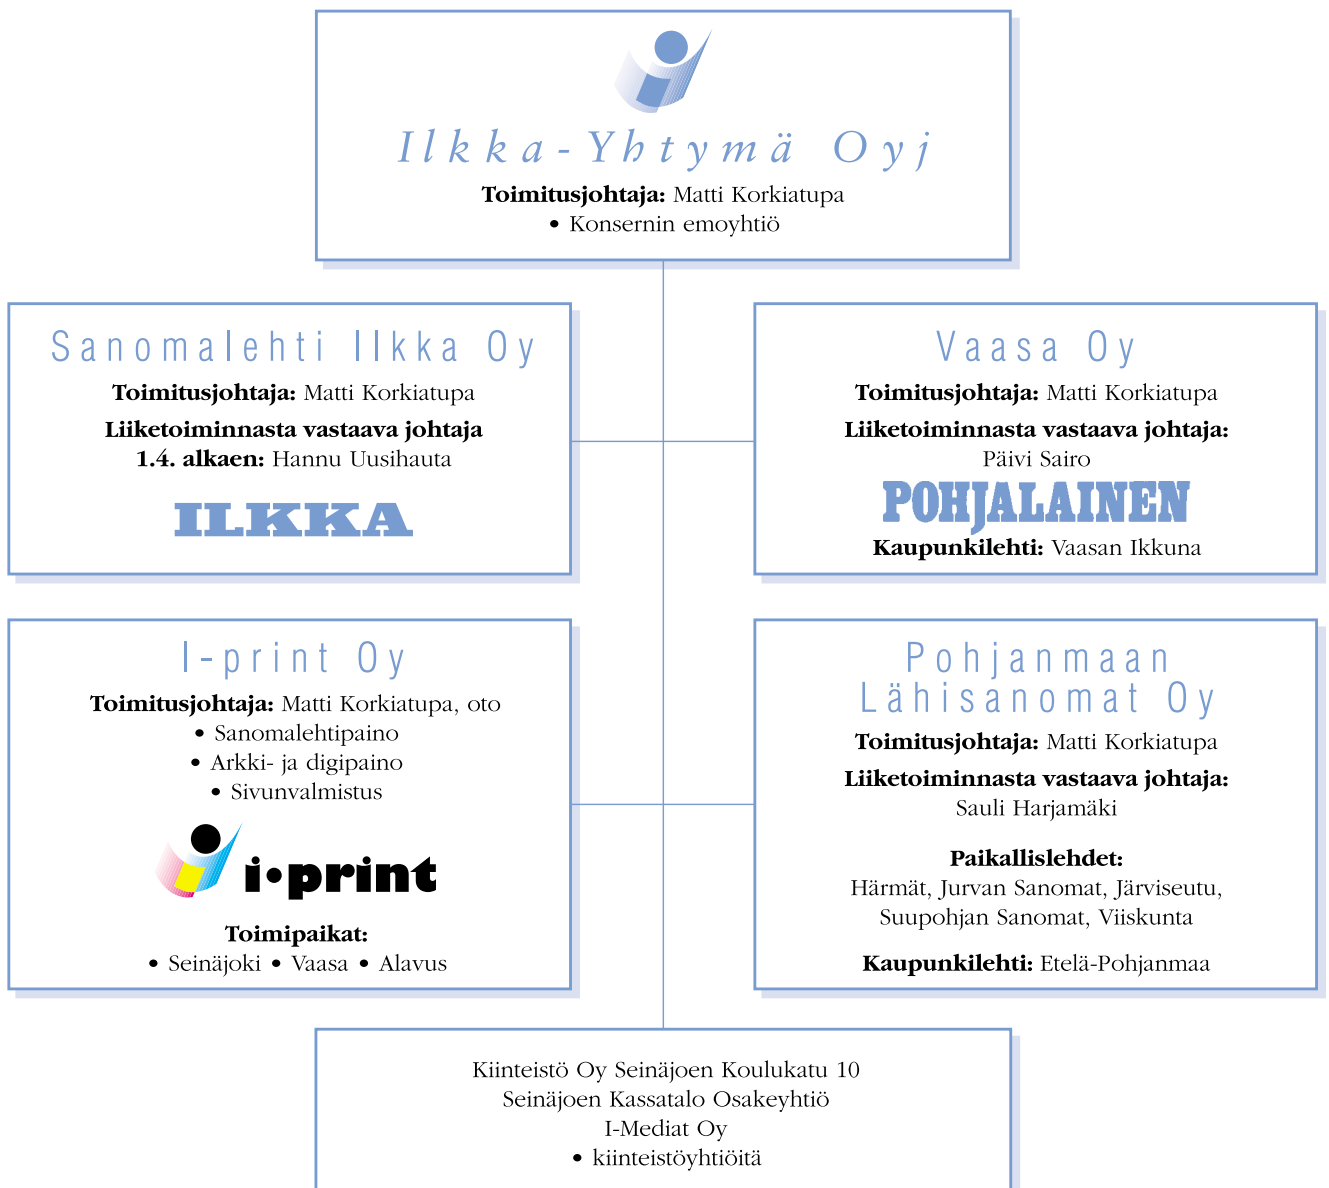 Ilkka-Yhtymä Oyj
Toimitusjohtaja: Matti Korkiatupa
• Konsernin emoyhtiö
Sanomalehti Ilkka Oy
Toimitusjohtaja: Matti Korkiatupa
Liiketoiminnasta vastaava johtaja
1.4. alkaen: Hannu Uusihauta
ILKKA
Vaasa Oy
Toimitusjohtaja: Matti Korkiatupa
Liiketoiminnasta vastaava johtaja:
Päivi Sairo
POHJALAINEN
Kaupunkilehti: Vaasan Ikkuna
I-print Oy
Toimitusjohtaja: Matti Korkiatupa, oto
• Sanomalehtipaino
• Arkki- ja digipaino
• Sivunvalmistus
i•print
Toimipaikat:
• Seinäjoki • Vaasa • Alavus
Pohjanmaan
Lähisanomat Oy
Toimitusjohtaja: Matti Korkiatupa
Liiketoiminnasta vastaava johtaja:
Sauli Harjamäki
Paikallislehdet:
Härmät, Jurvan Sanomat, Järviseutu,
Suupohjan Sanomat, Viiskunta
Kaupunkilehti: Etelä-Pohjanmaa
Kiinteistö Oy Seinäjoen Koulukatu 10
Seinäjoen Kassatalo Osakeyhtiö
I-Mediat Oy
• kiinteistöyhtiöitä